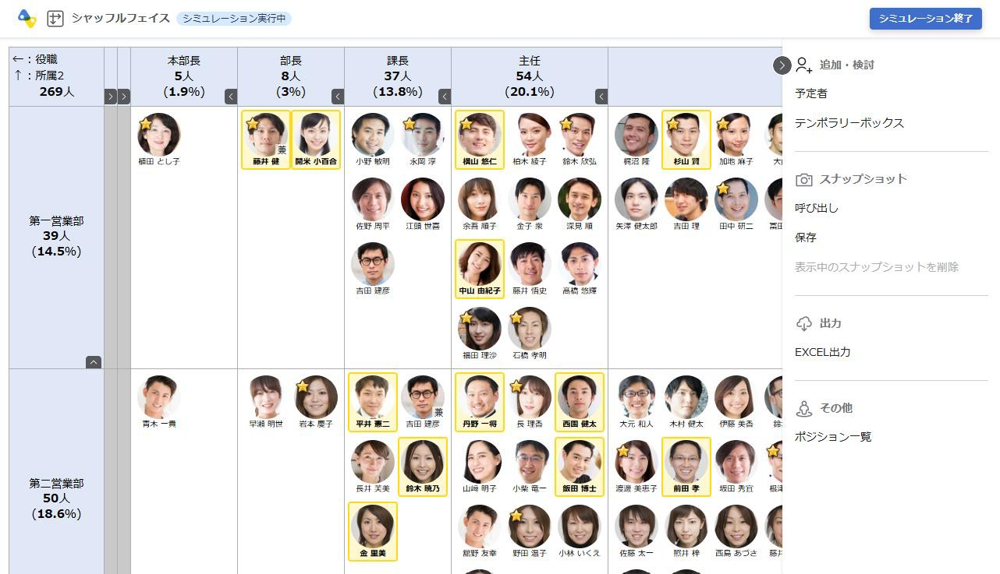 シャッフルフェイス シミュレーション実行中 シミュレーション終了
←：役職
↑：所属2
269人
本部長
5人
(1.9%)
部長
8人
(3%)
課長
37人
(13.8%)
主任
54人
(20.1%)
第一営業部
39人
(14.5%)
植田 とし子
兼
藤井 健 開米 小百合
小野 敏明 永岡 淳
佐野 周平 江頭 世喜
吉田 建彦
横山 悠仁 柏木 綾子 鈴木 欣弘
余吾 順子 金子 衆 深見 順
中山 由紀子 藤井 悟史 髙橋 悠輝
福田 理沙 石橋 孝明
梶沼 隆 杉山 賢 加地 麻子
矢澤 健太郎 吉田 理 田中 研二 冨田
第二営業部
50人
(18.6%)
青木 一貴
早瀬 明世 岩本 慶子
兼
平井 憲二 吉田 建彦
長井 芙美 鈴木 暁乃
金 里美
丹野 一将 長 理香 西園 健太
山﨑 明子 小柴 竜一 飯田 博士
舘野 友幸 野田 温子 小林 いくえ
大元 和人 木村 健太 伊藤 美香
渡邊 美恵子 前田 孝 坂田 秀宜 根津
佐藤 太一 照井 梓 西島 あづさ 藤井
追加・検討
予定者
テンポラリーボックス
スナップショット
呼び出し
保存
表示中のスナップショットを削除
出力
EXCEL出力
その他
ポジション一覧